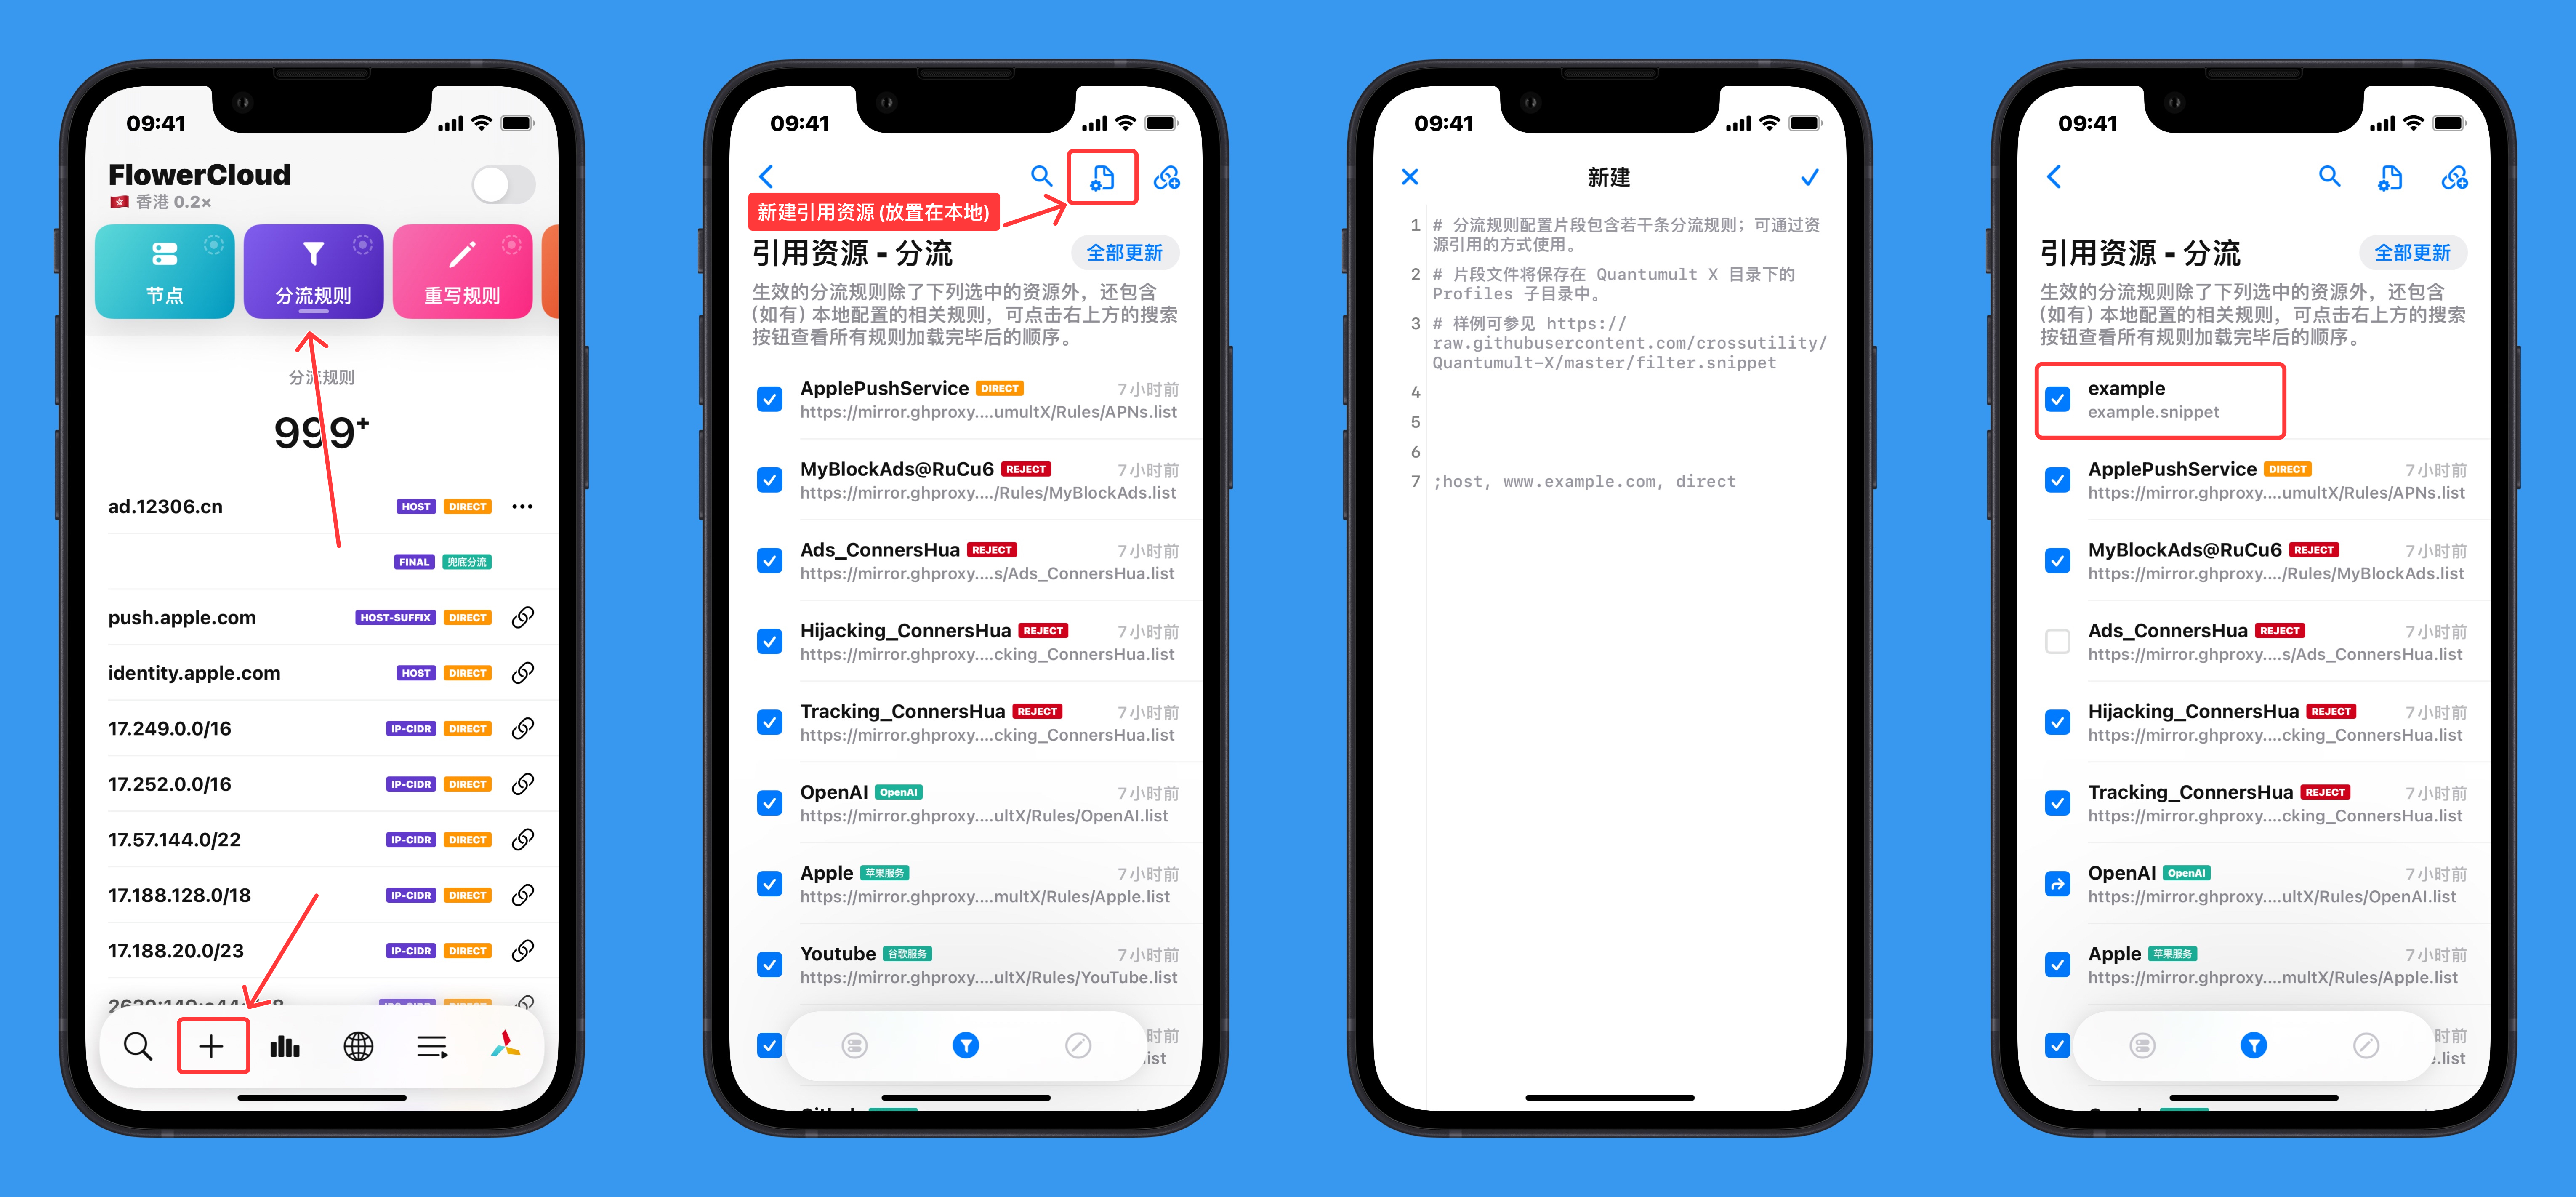 09:41
FlowerCloud
香港 0.2×
节点
分流规则
重写规则
分流规则
999+
ad.12306.cn HOST DIRECT
FINAL 兜底分流
push.apple.com HOST-SUFFIX DIRECT
identity.apple.com HOST DIRECT
17.249.0.0/16 IP-CIDR DIRECT
17.252.0.0/16 IP-CIDR DIRECT
17.57.144.0/22 IP-CIDR DIRECT
17.188.128.0/18 IP-CIDR DIRECT
17.188.20.0/23 IP-CIDR DIRECT
09:41
新建引用资源 (放置在本地)
引用资源 - 分流 全部更新
生效的分流规则除了下列选中的资源外，还包含
(如有) 本地配置的相关规则，可点击右上方的搜索
按钮查看所有规则加载完毕后的顺序。
ApplePushService DIRECT 7小时前
https://mirror.ghproxy....umultX/Rules/APNs.list
MyBlockAds@RuCu6 REJECT 7小时前
https://mirror.ghproxy..../Rules/MyBlockAds.list
Ads_ConnersHua REJECT 7小时前
https://mirror.ghproxy....s/Ads_ConnersHua.list
Hijacking_ConnersHua REJECT 7小时前
https://mirror.ghproxy....cking_ConnersHua.list
Tracking_ConnersHua REJECT 7小时前
https://mirror.ghproxy....cking_ConnersHua.list
OpenAI OpenAI 7小时前
https://mirror.ghproxy....ultX/Rules/OpenAI.list
Apple 苹果服务 7小时前
https://mirror.ghproxy....multX/Rules/Apple.list
Youtube 谷歌服务 7小时前
https://mirror.ghproxy....ultX/Rules/YouTube.list
时前
.list
09:41
新建
1 # 分流规则配置片段包含若干条分流规则；可通过资
源引用的方式使用。
2 # 片段文件将保存在 Quantumult X 目录下的
Profiles 子目录中。
3 # 样例可参见 https://
raw.githubusercontent.com/crossutility/
Quantumult-X/master/filter.snippet
4
5
6
7 ;host, www.example.com, direct
09:41
引用资源 - 分流 全部更新
生效的分流规则除了下列选中的资源外，还包含
(如有) 本地配置的相关规则，可点击右上方的搜索
按钮查看所有规则加载完毕后的顺序。
example
example.snippet
ApplePushService DIRECT 7小时前
https://mirror.ghproxy....umultX/Rules/APNs.list
MyBlockAds@RuCu6 REJECT 7小时前
https://mirror.ghproxy..../Rules/MyBlockAds.list
Ads_ConnersHua REJECT 7小时前
https://mirror.ghproxy....s/Ads_ConnersHua.list
Hijacking_ConnersHua REJECT 7小时前
https://mirror.ghproxy....cking_ConnersHua.list
Tracking_ConnersHua REJECT 7小时前
https://mirror.ghproxy....cking_ConnersHua.list
OpenAI OpenAI 7小时前
https://mirror.ghproxy....ultX/Rules/OpenAI.list
Apple 苹果服务 7小时前
https://mirror.ghproxy....multX/Rules/Apple.list
时前
.list